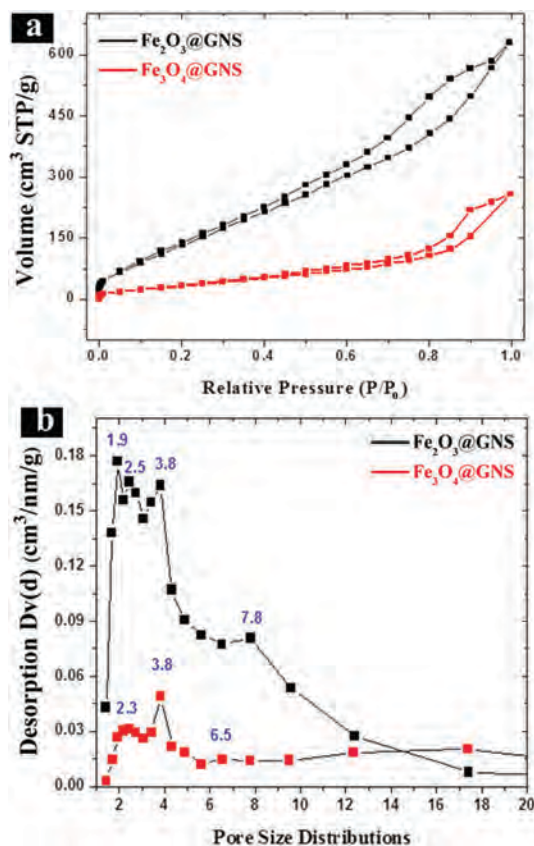 a
Fe₂O₃@GNS
Fe₃O₄@GNS
Volume (cm³ STP/g)
600
450
300
150
0
0.0 0.2 0.4 0.6 0.8 1.0
Relative Pressure (P/P₀)
b
Fe₂O₃@GNS
Fe₃O₄@GNS
1.9
2.5
3.8
7.8
2.3
3.8
6.5
Desorption Dv(d) (cm³/nm/g)
0.18
0.15
0.12
0.09
0.06
0.03
0.00
2 4 6 8 10 12 14 16 18 20
Pore Size Distributions